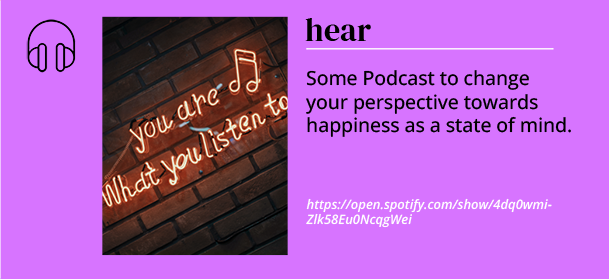 hear
you are
What you listen to
Some Podcast to change
your perspective towards
happiness as a state of mind.
https://open.spotify.com/show/4dq0wmi-
Zlk58Eu0NcqgWei